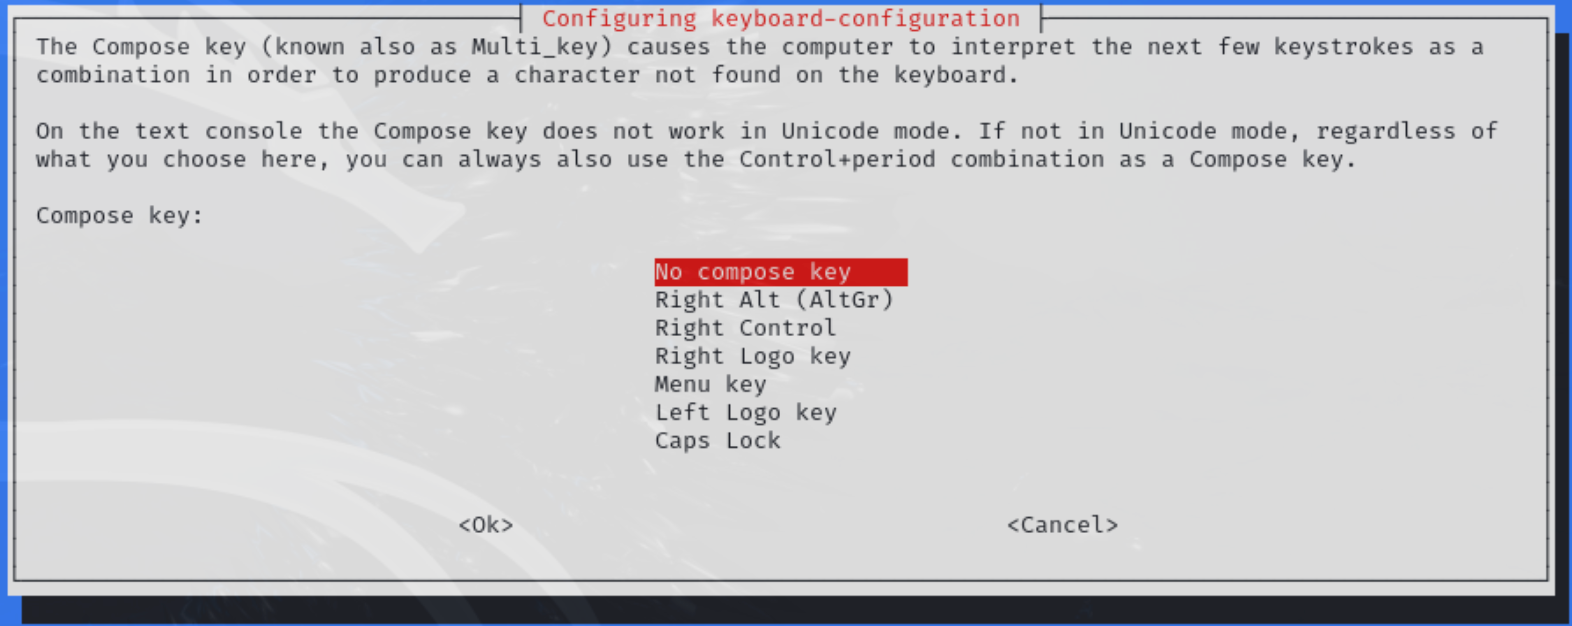 Configuring keyboard-configuration
The Compose key (known also as Multi_key) causes the computer to interpret the next few keystrokes as a
combination in order to produce a character not found on the keyboard.
On the text console the Compose key does not work in Unicode mode. If not in Unicode mode, regardless of
what you choose here, you can always also use the Control+period combination as a Compose key.
Compose key:
No compose key
Right Alt (AltGr)
Right Control
Right Logo key
Menu key
Left Logo key
Caps Lock
<Ok> <Cancel>